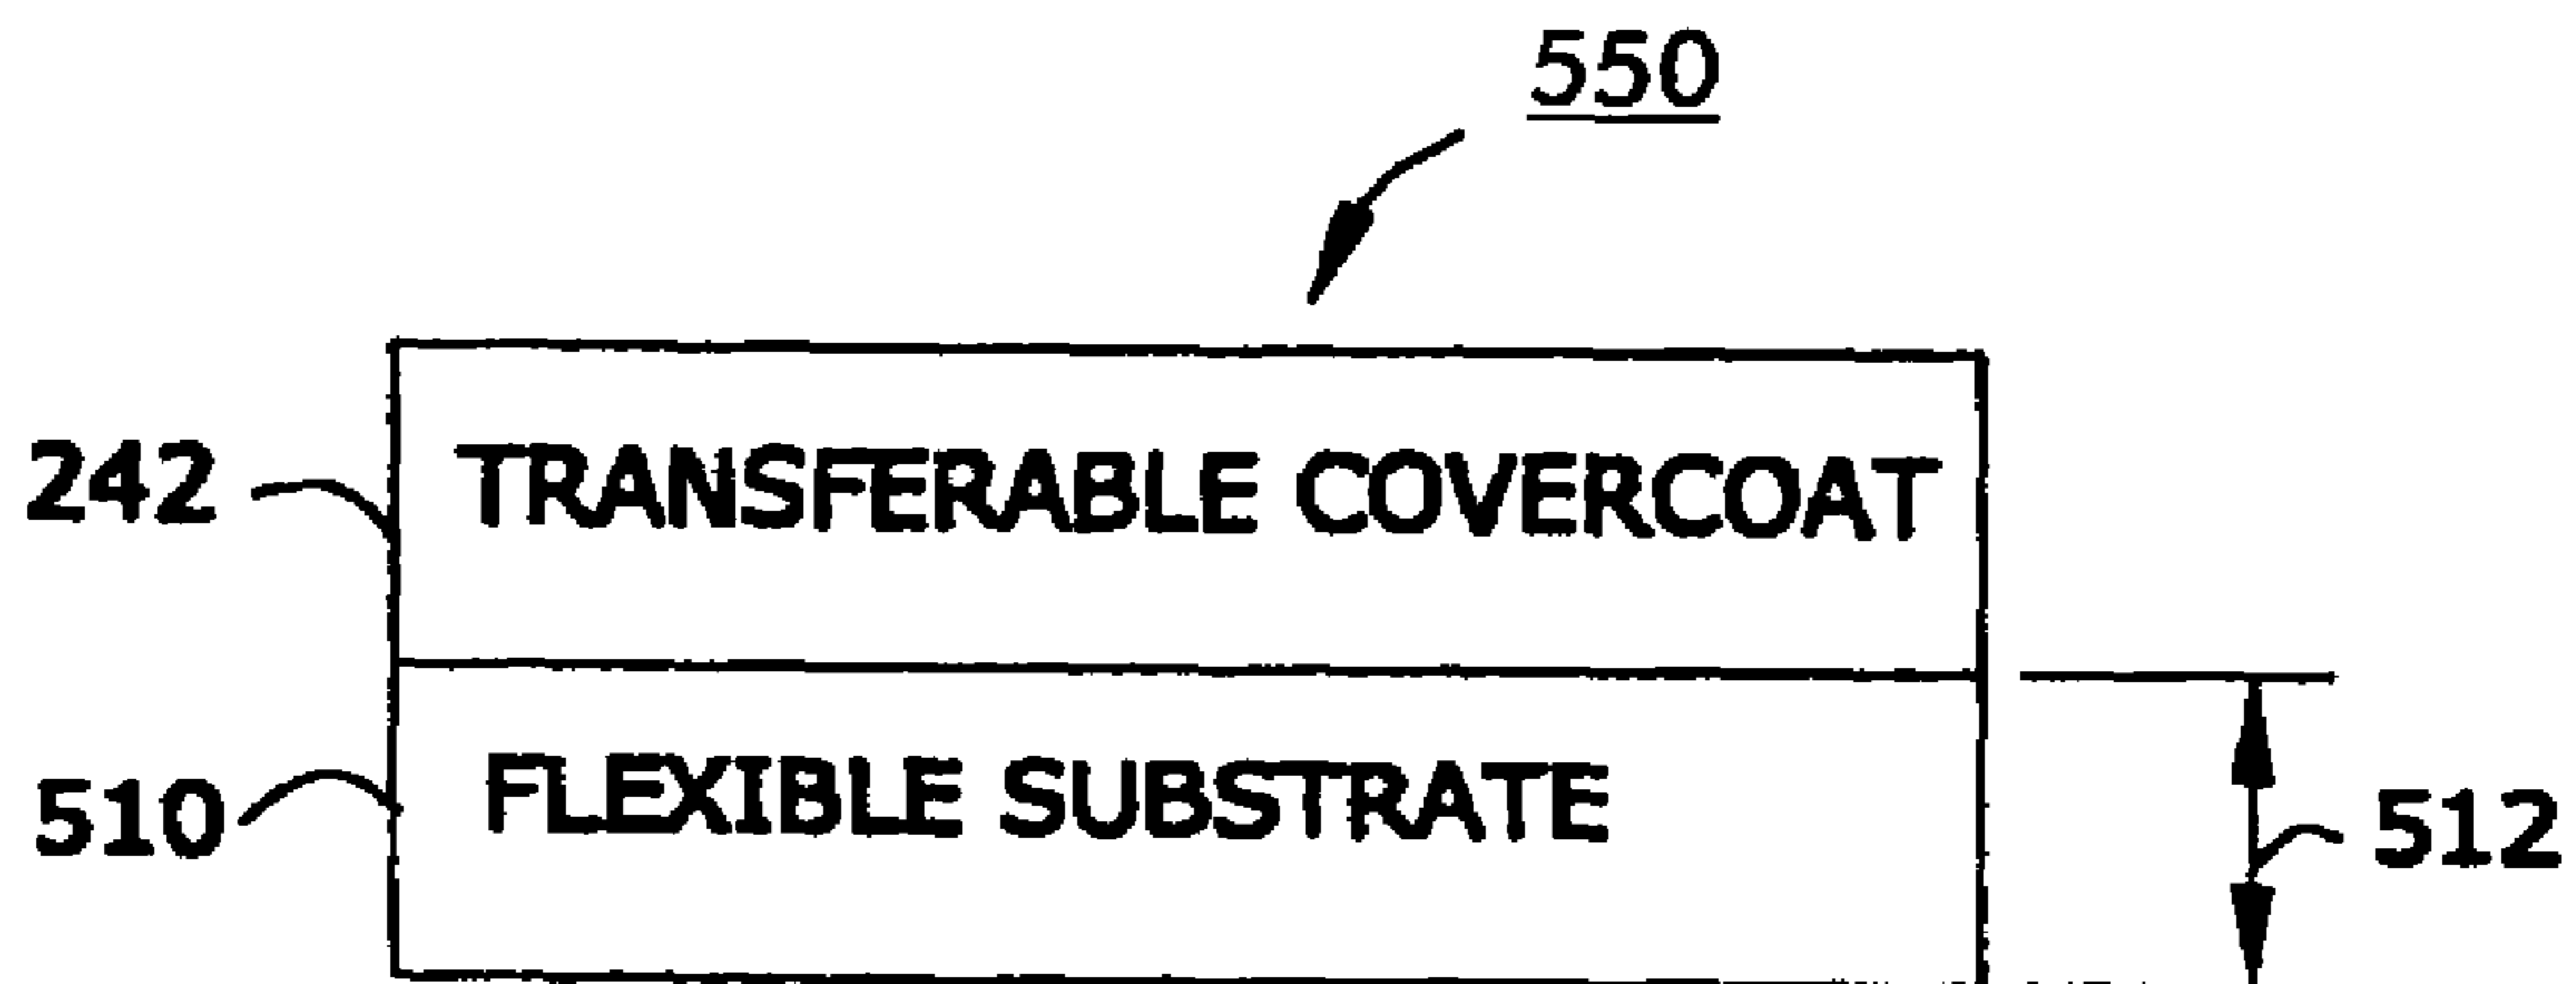 550
242
TRANSFERABLE COVERCOAT
510
FLEXIBLE SUBSTRATE
512